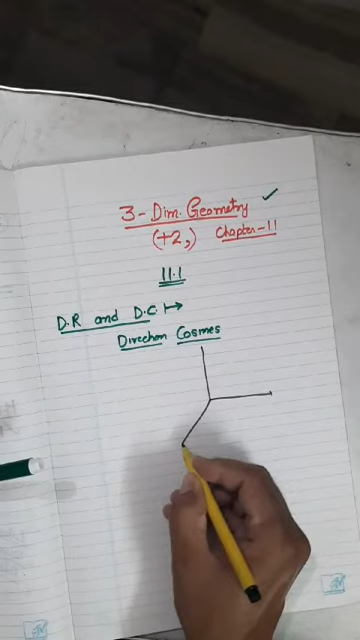 3-Dim. Geometry
(+2,) Chapter-11
11.1
D.R and D.C. ↦
Direction Cosines